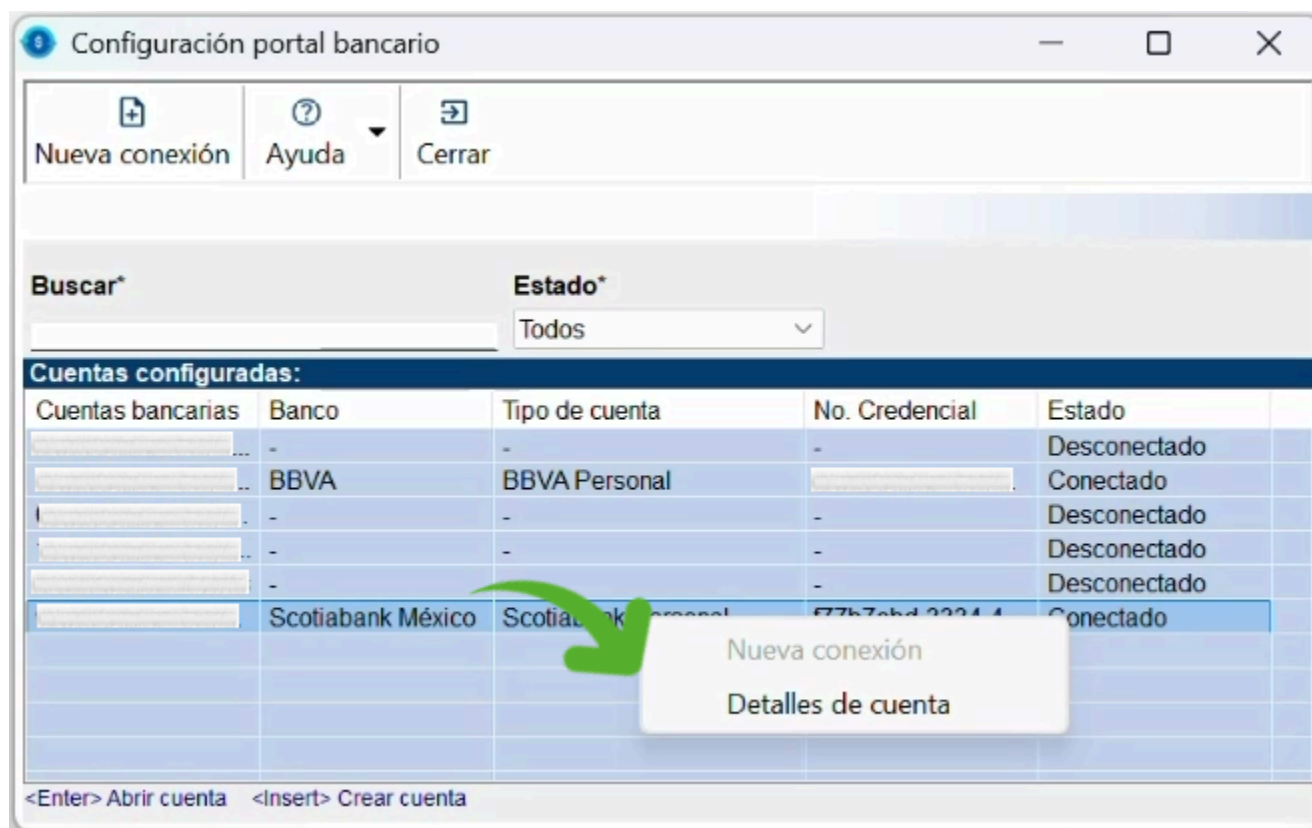 Configuración portal bancario
Nueva conexión Ayuda Cerrar
Buscar* Estado*
Todos
Cuentas configuradas:
Cuentas bancarias Banco Tipo de cuenta No. Credencial Estado
... - - - Desconectado
.. BBVA BBVA Personal . Conectado
. - - - Desconectado
.. - - - Desconectado
- Desconectado
Scotiabank México Conectado
Nueva conexión
Detalles de cuenta
<Enter> Abrir cuenta <Insert> Crear cuenta